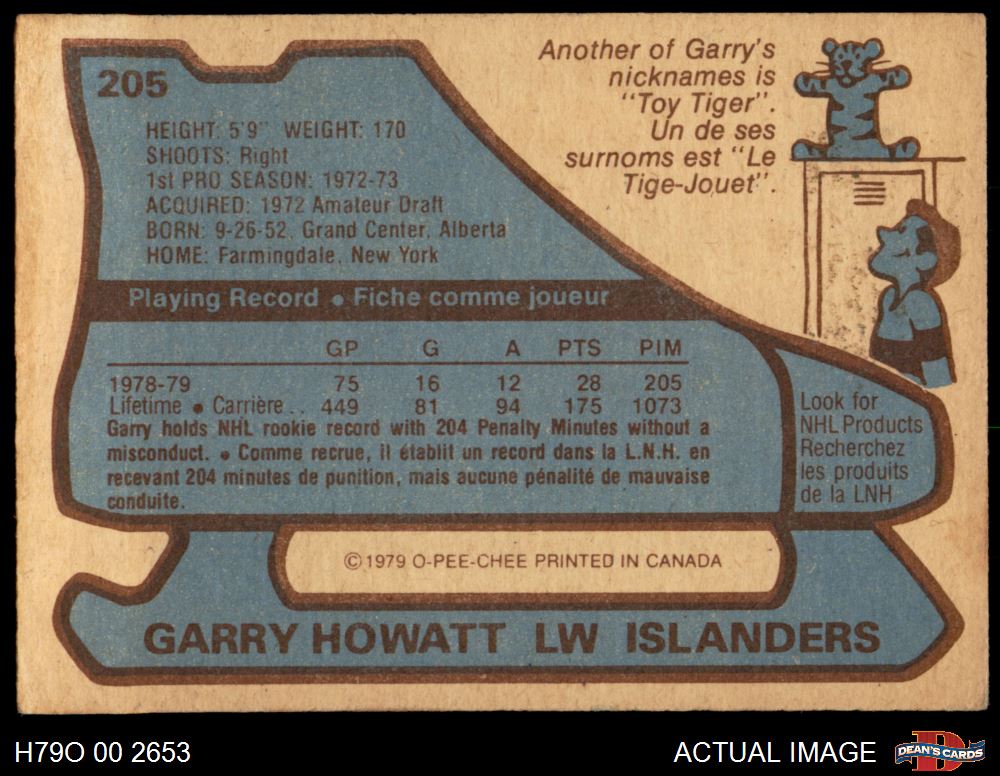 205
Another of Garry's
nicknames is
"Toy Tiger".
Un de ses
surnoms est "Le
Tige-Jouet".
HEIGHT: 5'9" WEIGHT: 170
SHOOTS: Right
1st PRO SEASON: 1972-73
ACQUIRED: 1972 Amateur Draft
BORN: 9-26-52, Grand Center, Alberta
HOME: Farmingdale, New York
Playing Record • Fiche comme joueur
GP G A PTS PIM
1978-79 75 16 12 28 205
Lifetime • Carrière . . 449 81 94 175 1073
Garry holds NHL rookie record with 204 Penalty Minutes without a
misconduct. • Comme recrue, il établit un record dans la L.N.H. en
recevant 204 minutes de punition, mais aucune pénalité de mauvaise
conduite.
Look for
NHL Products
Recherchez
les produits
de la LNH
©1979 O-PEE-CHEE PRINTED IN CANADA
GARRY HOWATT LW ISLANDERS
H79O 00 2653
ACTUAL IMAGE
D
DEAN'S CARDS